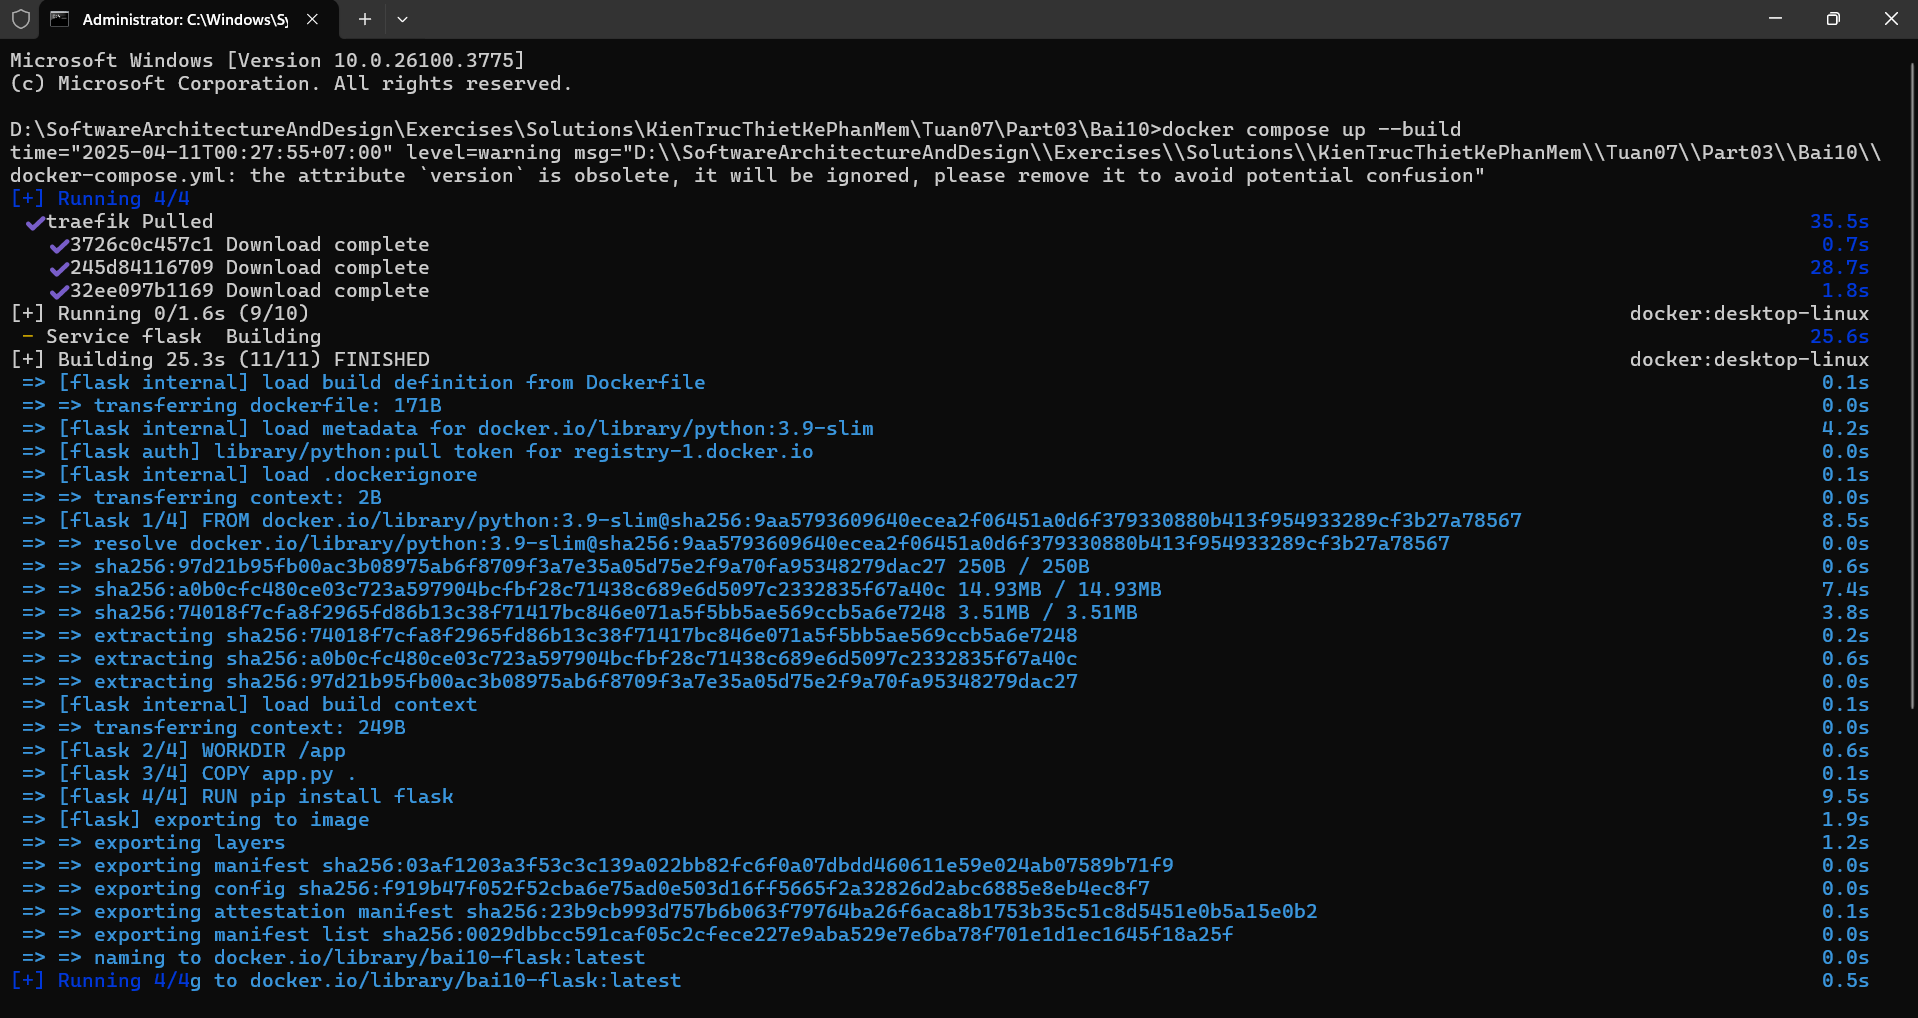 Administrator: C:\Windows\Sy
Microsoft Windows [Version 10.0.26100.3775]
(c) Microsoft Corporation. All rights reserved.
D:\SoftwareArchitectureAndDesign\Exercises\Solutions\KienTrucThietKePhanMem\Tuan07\Part03\Bai10>docker compose up --build
time="2025-04-11T00:27:55+07:00" level=warning msg="D:\\SoftwareArchitectureAndDesign\\Exercises\\Solutions\\KienTrucThietKePhanMem\\Tuan07\\Part03\\Bai10\\
docker-compose.yml: the attribute `version` is obsolete, it will be ignored, please remove it to avoid potential confusion"
[+] Running 4/4
✔traefik Pulled 35.5s
✔3726c0c457c1 Download complete 0.7s
✔245d84116709 Download complete 28.7s
✔32ee097b1169 Download complete 1.8s
[+] Running 0/1.6s (9/10) docker:desktop-linux
- Service flask  Building 25.6s
[+] Building 25.3s (11/11) FINISHED docker:desktop-linux
=> [flask internal] load build definition from Dockerfile 0.1s
=> => transferring dockerfile: 171B 0.0s
=> [flask internal] load metadata for docker.io/library/python:3.9-slim 4.2s
=> [flask auth] library/python:pull token for registry-1.docker.io 0.0s
=> [flask internal] load .dockerignore 0.1s
=> => transferring context: 2B 0.0s
=> [flask 1/4] FROM docker.io/library/python:3.9-slim@sha256:9aa5793609640ecea2f06451a0d6f379330880b413f954933289cf3b27a78567 8.5s
=> => resolve docker.io/library/python:3.9-slim@sha256:9aa5793609640ecea2f06451a0d6f379330880b413f954933289cf3b27a78567 0.0s
=> => sha256:97d21b95fb00ac3b08975ab6f8709f3a7e35a05d75e2f9a70fa95348279dac27 250B / 250B 0.6s
=> => sha256:a0b0cfc480ce03c723a597904bcfbf28c71438c689e6d5097c2332835f67a40c 14.93MB / 14.93MB 7.4s
=> => sha256:74018f7cfa8f2965fd86b13c38f71417bc846e071a5f5bb5ae569ccb5a6e7248 3.51MB / 3.51MB 3.8s
=> => extracting sha256:74018f7cfa8f2965fd86b13c38f71417bc846e071a5f5bb5ae569ccb5a6e7248 0.2s
=> => extracting sha256:a0b0cfc480ce03c723a597904bcfbf28c71438c689e6d5097c2332835f67a40c 0.6s
=> => extracting sha256:97d21b95fb00ac3b08975ab6f8709f3a7e35a05d75e2f9a70fa95348279dac27 0.0s
=> [flask internal] load build context 0.1s
=> => transferring context: 249B 0.0s
=> [flask 2/4] WORKDIR /app 0.6s
=> [flask 3/4] COPY app.py . 0.1s
=> [flask 4/4] RUN pip install flask 9.5s
=> [flask] exporting to image 1.9s
=> => exporting layers 1.2s
=> => exporting manifest sha256:03af1203a3f53c3c139a022bb82fc6f0a07dbdd460611e59e024ab07589b71f9 0.0s
=> => exporting config sha256:f919b47f052f52cba6e75ad0e503d16ff5665f2a32826d2abc6885e8eb4ec8f7 0.0s
=> => exporting attestation manifest sha256:23b9cb993d757b6b063f79764ba26f6aca8b1753b35c51c8d5451e0b5a15e0b2 0.1s
=> => exporting manifest list sha256:0029dbbcc591caf05c2cfece227e9aba529e7e6ba78f701e1d1ec1645f18a25f 0.0s
=> => naming to docker.io/library/bai10-flask:latest 0.0s
[+] Running 4/4g to docker.io/library/bai10-flask:latest 0.5s